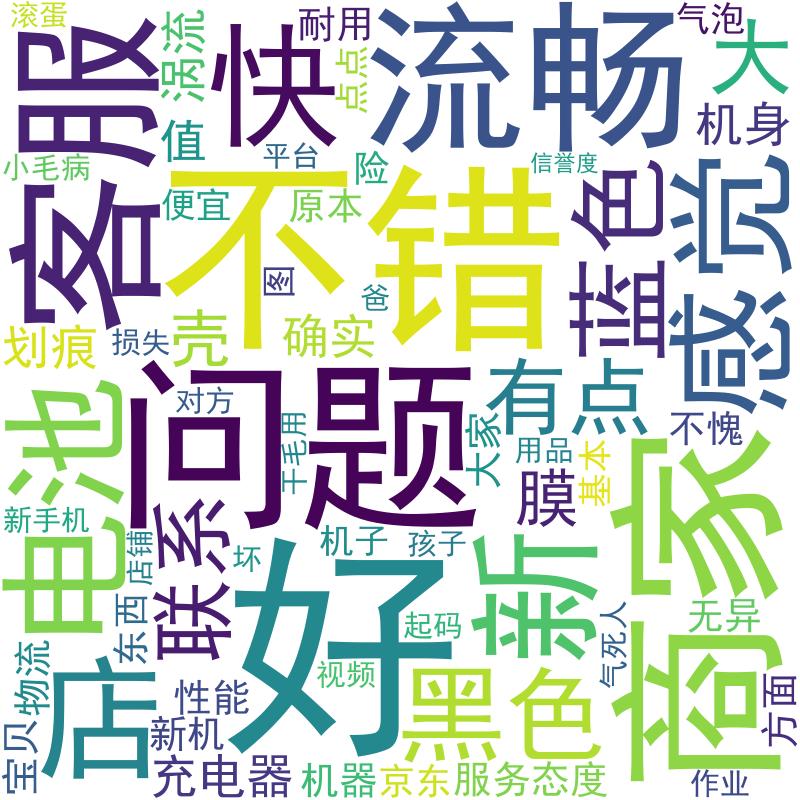 滚蛋
客服
涡流
快
耐用
点点
流畅
气泡
大
机身
值
小毛病
平台
险
信誉度
便宜
原本
不错
蓝色
感觉
图
爸
划痕
损失
壳
确实
问题
有点
对方
不愧
电池
干毛用
大家
用品
基本
膜
商家
新手机
联系
店铺
坏
机子
孩子
好
新
东西
起码
无异
气死人
物流
店
视频
黑色
方面
宝贝
性能
新机
充电器
机器
京东
服务态度
作业